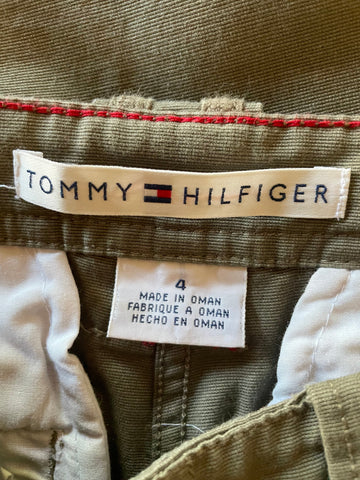 TOMMY HILFIGER
4
MADE IN OMAN
FABRIQUE A OMAN
HECHO EN OMAN